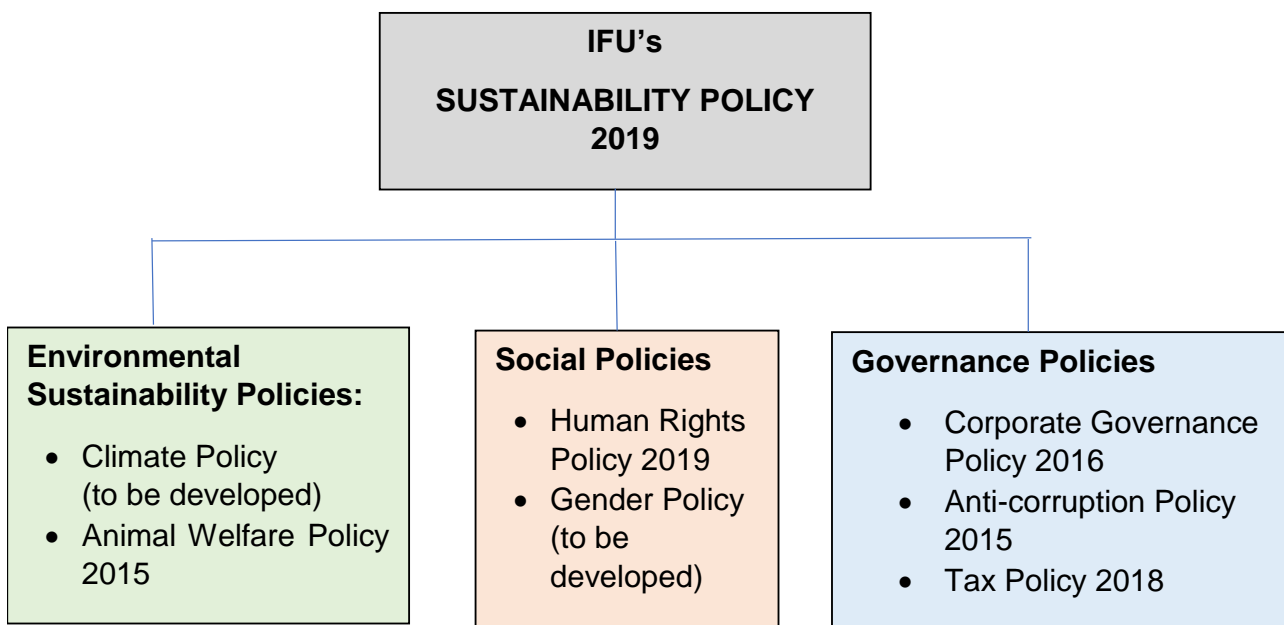 IFU's
SUSTAINABILITY POLICY
2019
Environmental
Sustainability Policies:
• Climate Policy
(to be developed)
• Animal Welfare Policy
2015
Social Policies
• Human Rights
Policy 2019
• Gender Policy
(to be
developed)
Governance Policies
• Corporate Governance
Policy 2016
• Anti-corruption Policy
2015
• Tax Policy 2018